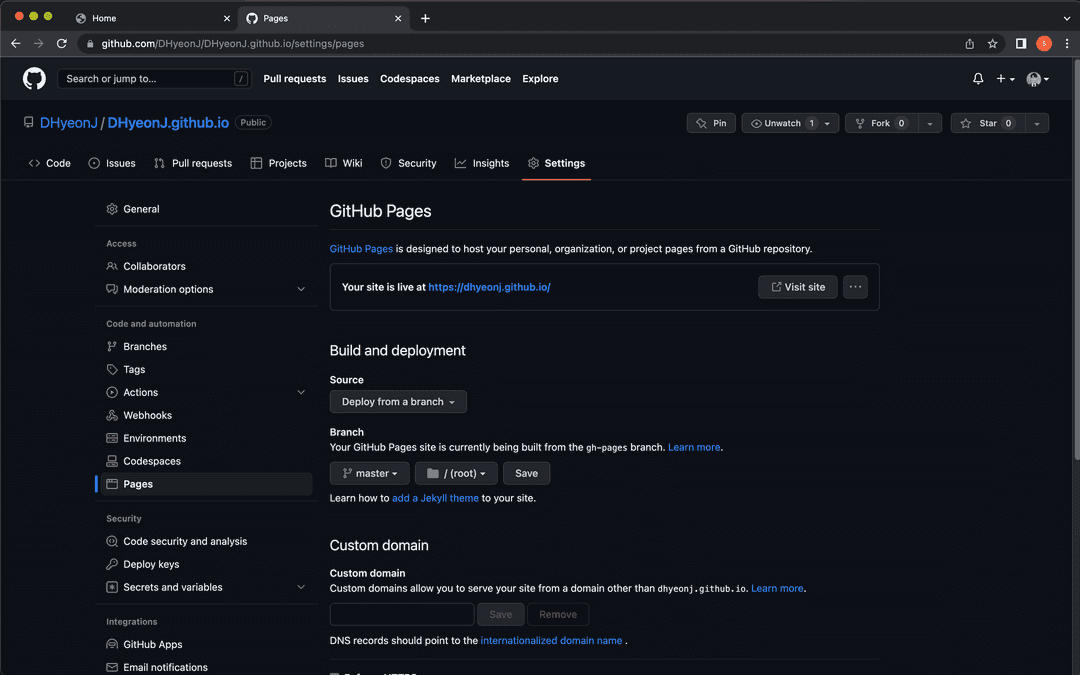 Home
Pages
github.com/DHyeonJ/DHyeonJ.github.io/settings/pages
S
Search or jump to...
/
Pull requests
Issues
Codespaces
Marketplace
Explore
DHyeonJ / DHyeonJ.github.io
Public
Pin
Unwatch 1
Fork 0
Star 0
Code
Issues
Pull requests
Projects
Wiki
Security
Insights
Settings
General
Access
Collaborators
Moderation options
Code and automation
Branches
Tags
Actions
Webhooks
Environments
Codespaces
Pages
Security
Code security and analysis
Deploy keys
Secrets and variables
Integrations
GitHub Apps
Email notifications
GitHub Pages
GitHub Pages is designed to host your personal, organization, or project pages from a GitHub repository.
Your site is live at https://dhyeonj.github.io/
Visit site
Build and deployment
Source
Deploy from a branch
Branch
Your GitHub Pages site is currently being built from the gh-pages branch. Learn more.
master
/ (root)
Save
Learn how to add a Jekyll theme to your site.
Custom domain
Custom domain
Custom domains allow you to serve your site from a domain other than dhyeonj.github.io. Learn more.
Save
Remove
DNS records should point to the internationalized domain name .